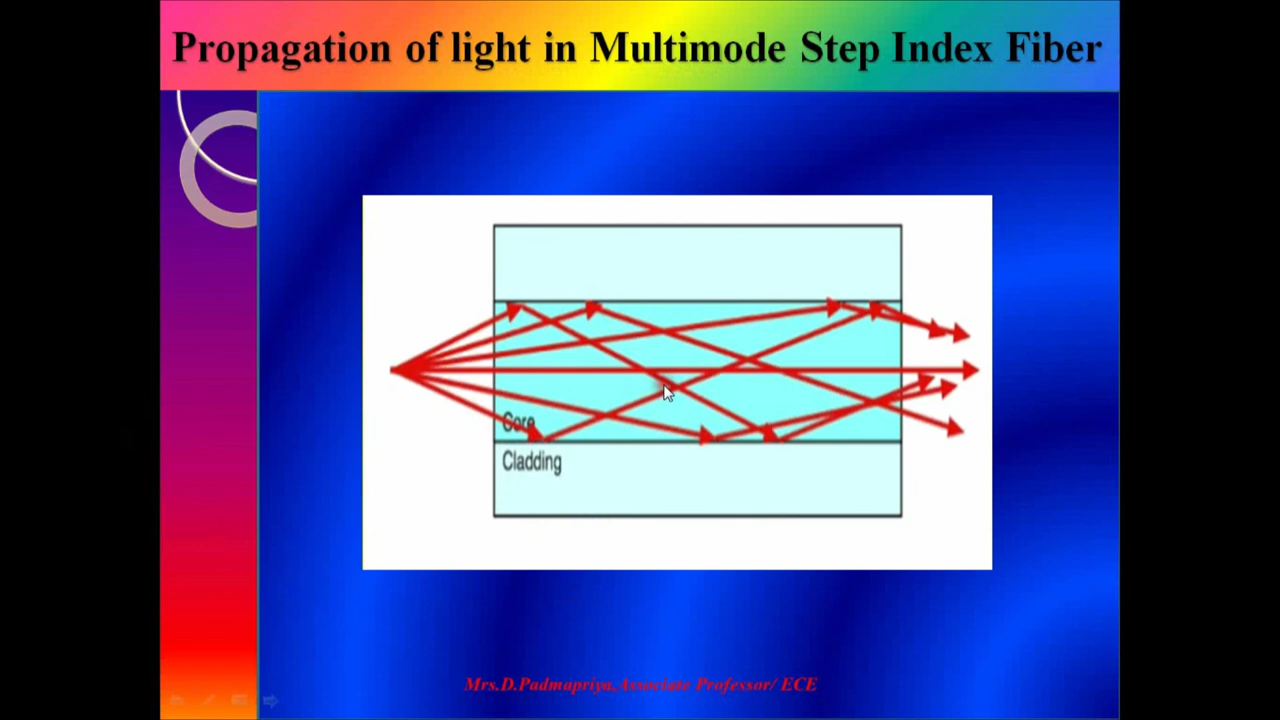 Propagation of light in Multimode Step Index Fiber
Core
Cladding
Mrs.D.Padmapriya,Associate Professor/ ECE